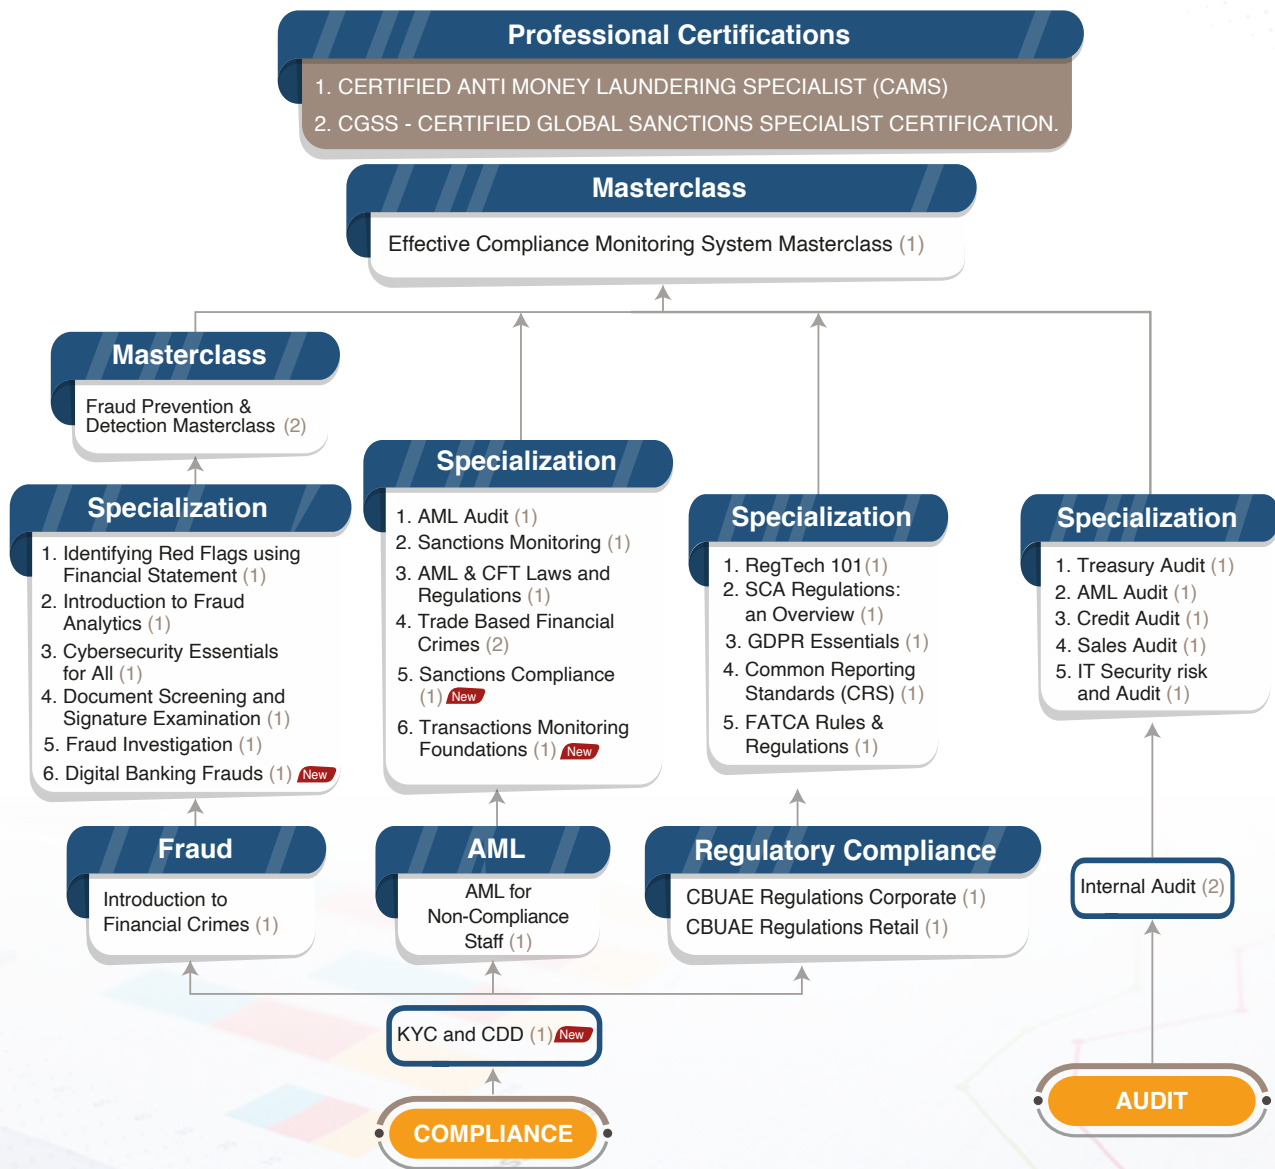 Professional Certifications
1. CERTIFIED ANTI MONEY LAUNDERING SPECIALIST (CAMS)
2. CGSS - CERTIFIED GLOBAL SANCTIONS SPECIALIST CERTIFICATION.
Masterclass
Effective Compliance Monitoring System Masterclass (1)
Masterclass
Fraud Prevention &
Detection Masterclass (2)
Specialization
1. Identifying Red Flags using
Financial Statement (1)
2. Introduction to Fraud
Analytics (1)
3. Cybersecurity Essentials
for All (1)
4. Document Screening and
Signature Examination (1)
5. Fraud Investigation (1)
6. Digital Banking Frauds (1) New
Specialization
1. AML Audit (1)
2. Sanctions Monitoring (1)
3. AML & CFT Laws and
Regulations (1)
4. Trade Based Financial
Crimes (2)
5. Sanctions Compliance
(1) New
6. Transactions Monitoring
Foundations (1) New
Specialization
1. RegTech 101 (1)
2. SCA Regulations:
an Overview (1)
3. GDPR Essentials (1)
4. Common Reporting
Standards (CRS) (1)
5. FATCA Rules &
Regulations (1)
Specialization
1. Treasury Audit (1)
2. AML Audit (1)
3. Credit Audit (1)
4. Sales Audit (1)
5. IT Security risk
and Audit (1)
Fraud
Introduction to
Financial Crimes (1)
AML
AML for
Non-Compliance
Staff (1)
Regulatory Compliance
CBUAE Regulations Corporate (1)
CBUAE Regulations Retail (1)
Internal Audit (2)
KYC and CDD (1) New
COMPLIANCE
AUDIT